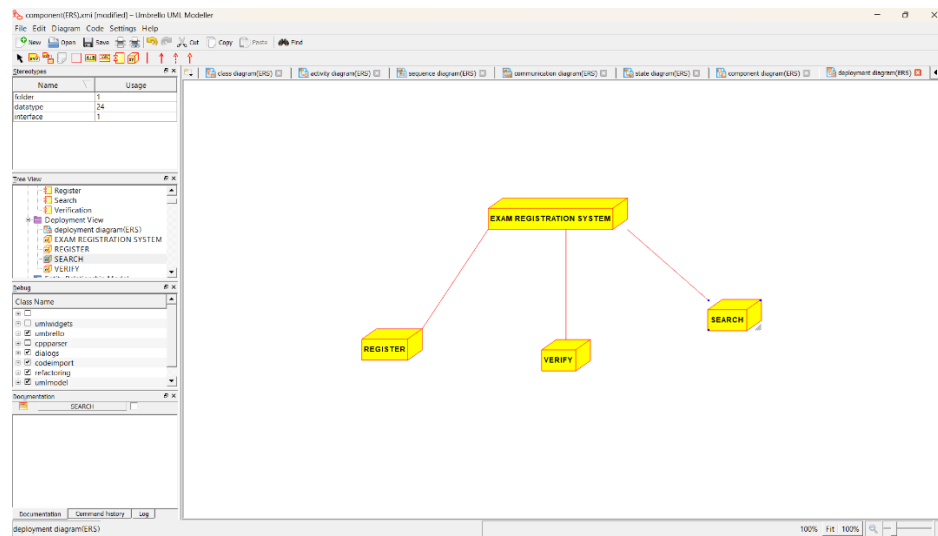 component(ERS).xmi [modified] – Umbrello UML Modeller
File Edit Diagram Code Settings Help
New Open Save Cut Copy Paste Find
Stereotypes
class diagram(ERS) activity diagram(ERS) sequence diagram(ERS) communication diagram(ERS) state diagram(ERS) component diagram(ERS) deployment diagram(ERS)
Name Usage
folder 1
datatype 24
interface 1
Tree View
Register
Search
Verification
Deployment View
deployment diagram(ERS)
EXAM REGISTRATION SYSTEM
REGISTER
SEARCH
VERIFY
Debug
Class Name
umlwidgets
umbrello
cppparser
dialogs
codeimport
refactoring
umlmodel
Documentation
SEARCH
EXAM REGISTRATION SYSTEM
SEARCH
REGISTER
VERIFY
Documentation Command history Log
deployment diagram(ERS)
100% Fit 100%